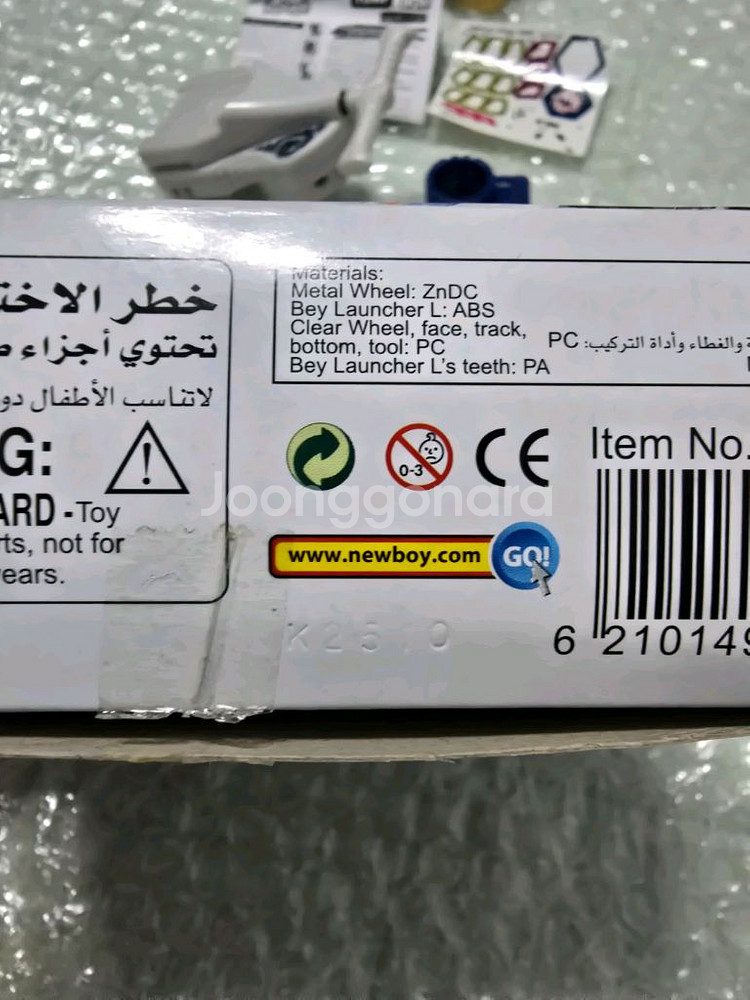 خطر الاخت
تحتوي أجزاء ص
لاتناسب الأطفال دو
G:
ARD - Toy
rts, not for
years.
Materials:
Metal Wheel: ZnDC
Bey Launcher L: ABS
Clear Wheel, face, track,
bottom, tool: PC
Bey Launcher L's teeth: PA
والغطاء وأداة التركيب: PC
0-3
CE
Item No.
Joonggonara
www.newboy.com GO!
K2510
6 210149